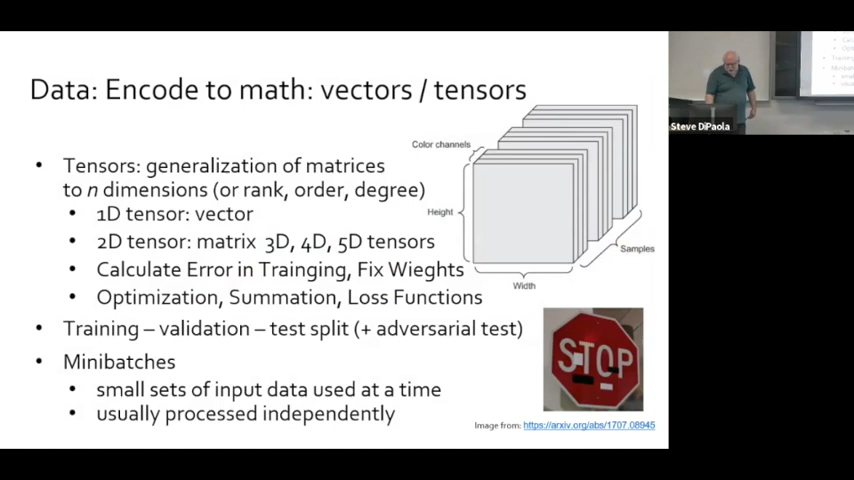 Data: Encode to math: vectors / tensors
• Tensors: generalization of matrices
to n dimensions (or rank, order, degree)
• 1D tensor: vector
• 2D tensor: matrix 3D, 4D, 5D tensors
• Calculate Error in Trainging, Fix Wieghts
• Optimization, Summation, Loss Functions
• Training – validation – test split (+ adversarial test)
• Minibatches
• small sets of input data used at a time
• usually processed independently
Color channels
Height
Width
Samples
STOP
Image from: https://arxiv.org/abs/1707.08945
Steve DiPaola